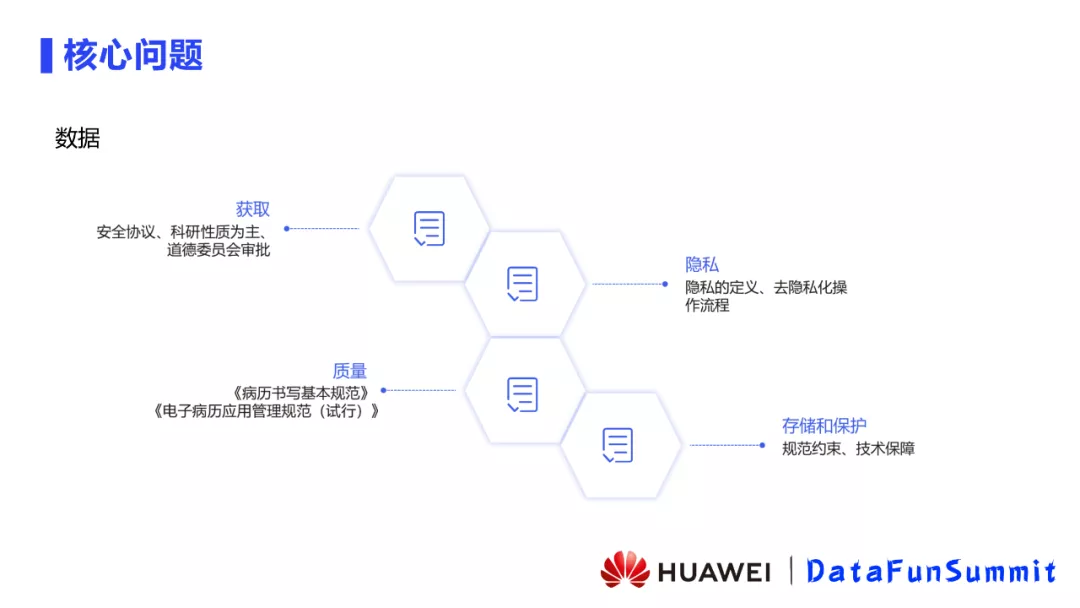 核心问题
数据
获取
安全协议、科研性质为主、
道德委员会审批
隐私
隐私的定义、去隐私化操
作流程
质量
《病历书写基本规范》
《电子病历应用管理规范（试行）》
存储和保护
规范约束、技术保障
HUAWEI | DataFunSummit